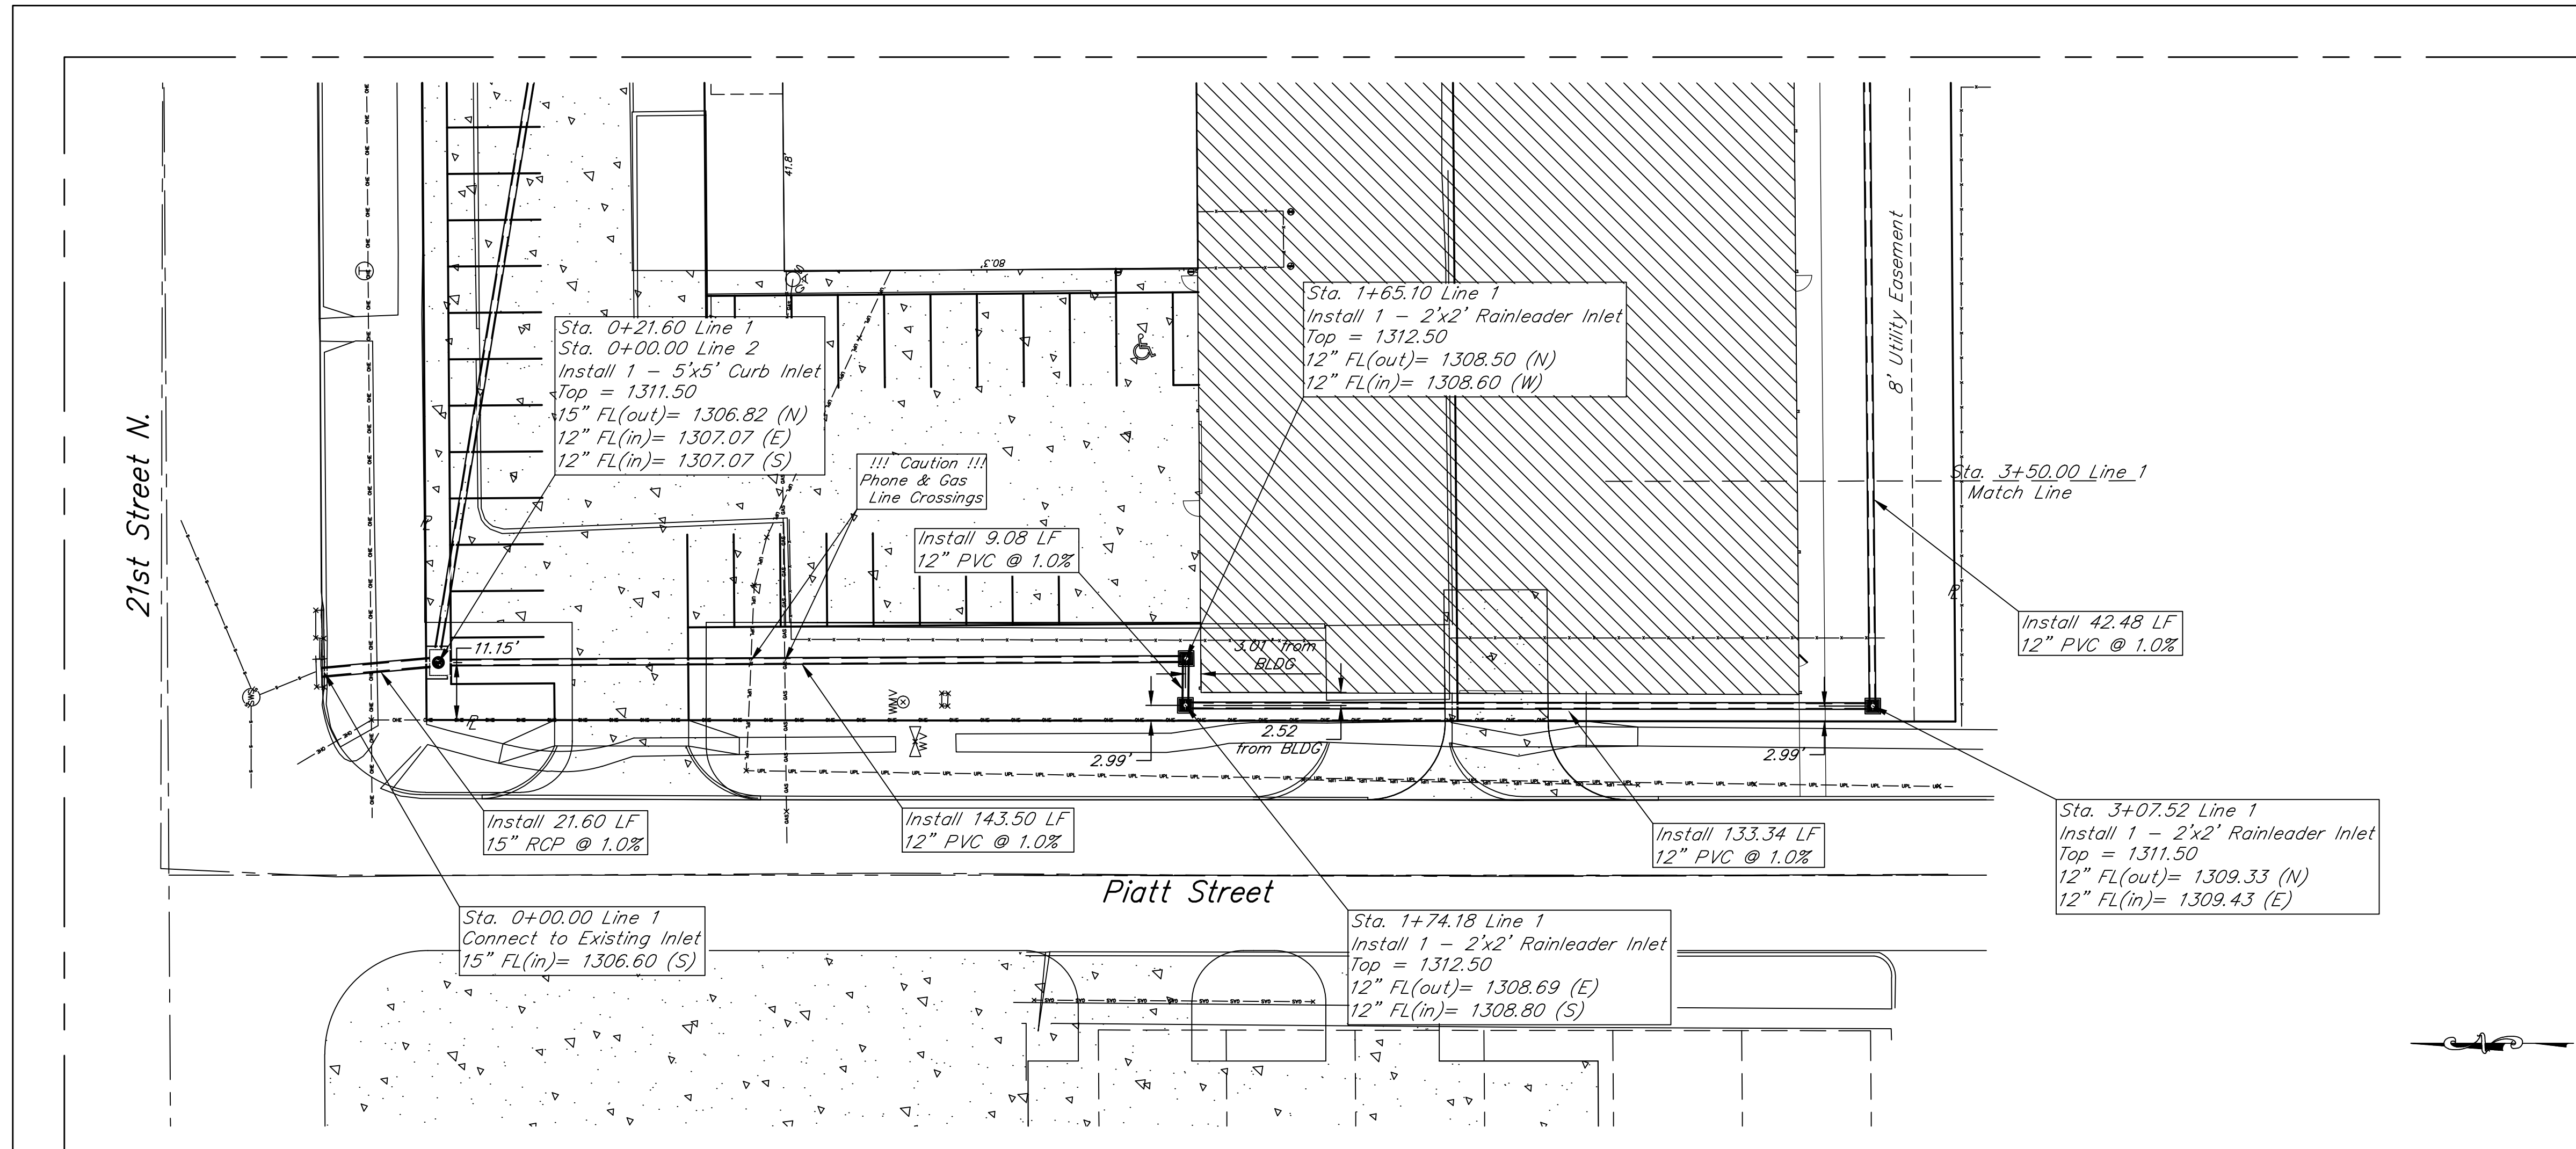 41.8'
80.3'
8' Utility Easement
Sta. 1+65.10 Line 1
Install 1 - 2'x2' Rainleader Inlet
Top = 1312.50
12" FL(out)= 1308.50 (N)
12" FL(in)= 1308.60 (W)
Sta. 0+21.60 Line 1
Sta. 0+00.00 Line 2
Install 1 - 5'x5' Curb Inlet
Top = 1311.50
15" FL(out)= 1306.82 (N)
12" FL(in)= 1307.07 (E)
12" FL(in)= 1307.07 (S)
21st Street N.
!!! Caution !!!
Phone & Gas
Line Crossings
Sta. 3+50.00 Line 1
Match Line
Install 9.08 LF
12" PVC @ 1.0%
Install 42.48 LF
12" PVC @ 1.0%
11.15'
3.01' from
BLDG
SWS
WMV
WV
2.52
from BLDG
2.99'
2.99'
Install 21.60 LF
15" RCP @ 1.0%
Install 143.50 LF
12" PVC @ 1.0%
Install 133.34 LF
12" PVC @ 1.0%
Sta. 3+07.52 Line 1
Install 1 - 2'x2' Rainleader Inlet
Top = 1311.50
12" FL(out)= 1309.33 (N)
12" FL(in)= 1309.43 (E)
Piatt Street
Sta. 0+00.00 Line 1
Connect to Existing Inlet
15" FL(in)= 1306.60 (S)
Sta. 1+74.18 Line 1
Install 1 - 2'x2' Rainleader Inlet
Top = 1312.50
12" FL(out)= 1308.69 (E)
12" FL(in)= 1308.80 (S)